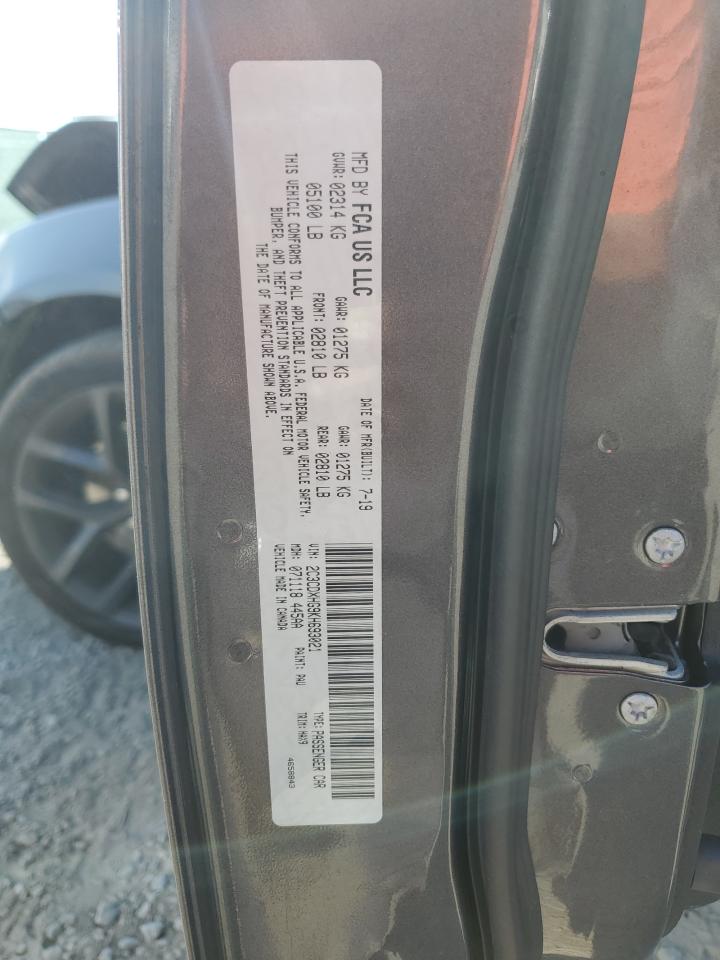 MFD BY FCA US LLC
DATE OF MFR(BUILT): 7-19
GVWR: 02314 KG GAWR: 01275 KG GAWR: 01275 KG
05100 LB FRONT: 02810 LB REAR: 02810 LB
THIS VEHICLE CONFORMS TO ALL APPLICABLE U.S.A. FEDERAL MOTOR VEHICLE SAFETY,
BUMPER, AND THEFT PREVENTION STANDARDS IN EFFECT ON
THE DATE OF MANUFACTURE SHOWN ABOVE.
VIN: 2C3CDXHG9KH693021 TYPE: PASSENGER CAR
MDH: 071118 445AA PAINT: PAU TRIM: HAX9
VEHICLE MADE IN CANADA 4658843